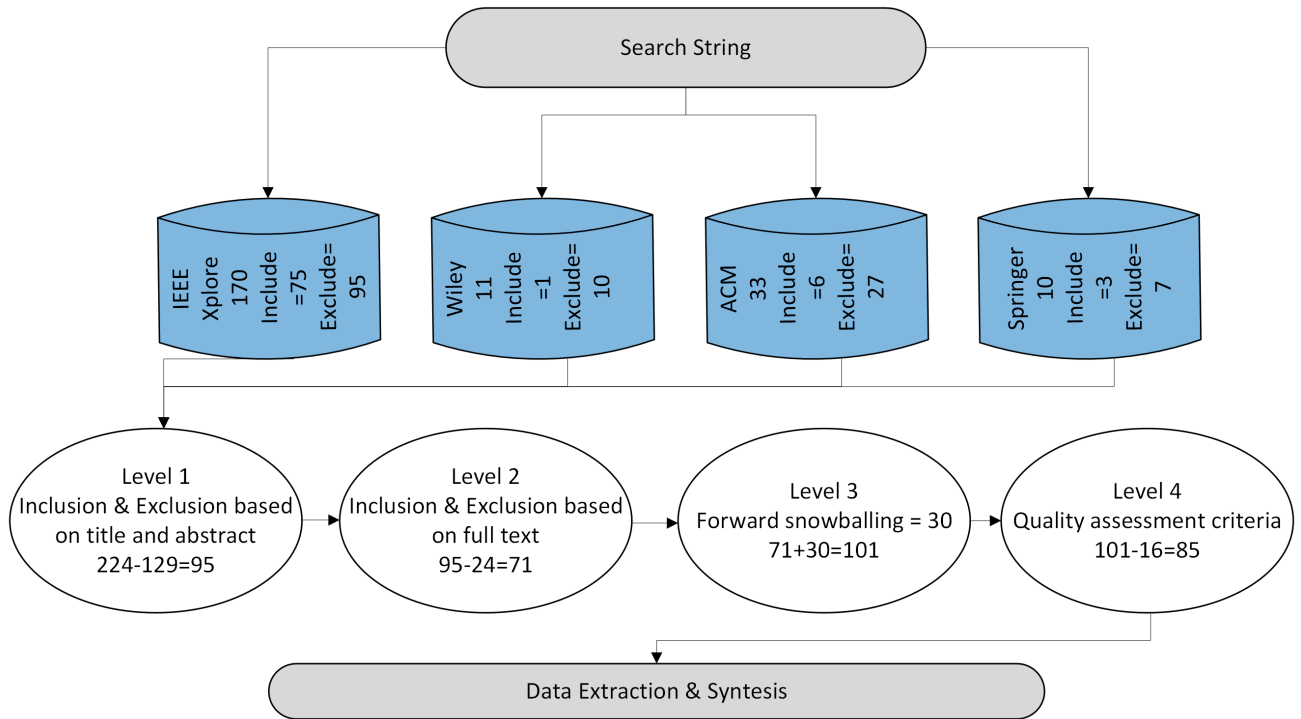 Search String
IEEE
Xplore
170
Include
=75
Exclude=
95
Wiley
11
Include
=1
Exclude=
10
ACM
33
Include
=6
Exclude=
27
Springer
10
Include
=3
Exclude=
7
Level 1
Inclusion & Exclusion based
on title and abstract
224-129=95
Level 2
Inclusion & Exclusion based
on full text
95-24=71
Level 3
Forward snowballing = 30
71+30=101
Level 4
Quality assessment criteria
101-16=85
Data Extraction & Syntesis